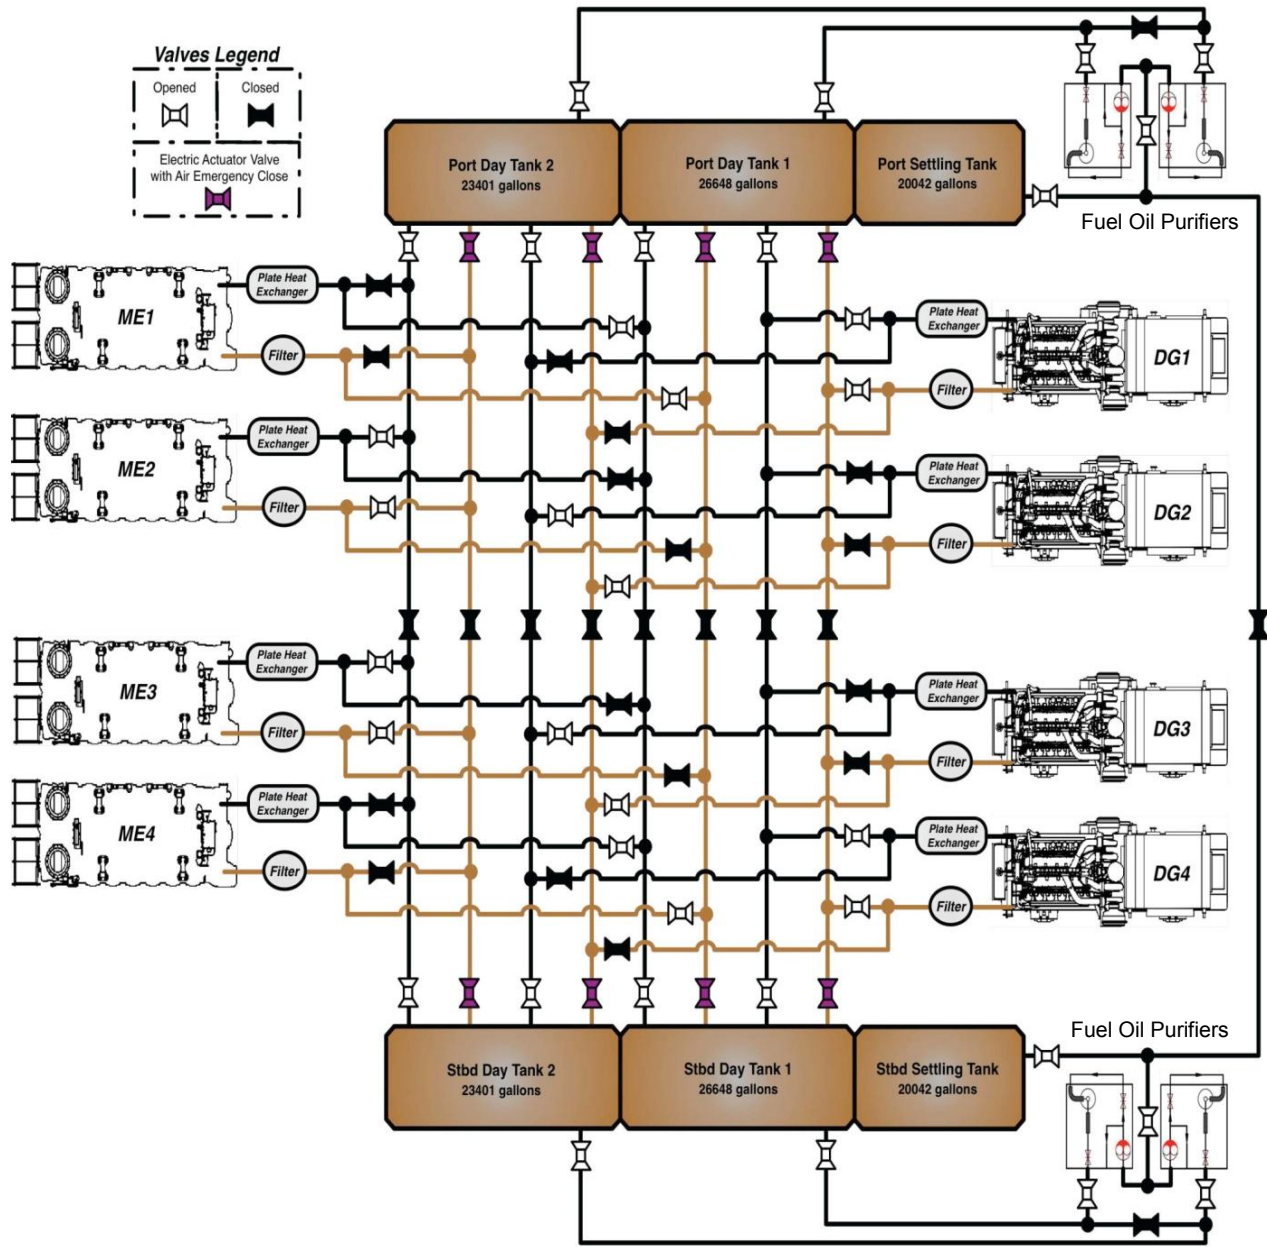 Valves Legend
Opened
Closed
Electric Actuator Valve
with Air Emergency Close
Port Day Tank 2
23401 gallons
Port Day Tank 1
26648 gallons
Port Settling Tank
20042 gallons
Fuel Oil Purifiers
ME1
Plate Heat
Exchanger
Filter
Plate Heat
Exchanger
Filter
DG1
ME2
Plate Heat
Exchanger
Filter
Plate Heat
Exchanger
Filter
DG2
ME3
Plate Heat
Exchanger
Filter
Plate Heat
Exchanger
Filter
DG3
ME4
Plate Heat
Exchanger
Filter
Plate Heat
Exchanger
Filter
DG4
Stbd Day Tank 2
23401 gallons
Stbd Day Tank 1
26648 gallons
Stbd Settling Tank
20042 gallons
Fuel Oil Purifiers